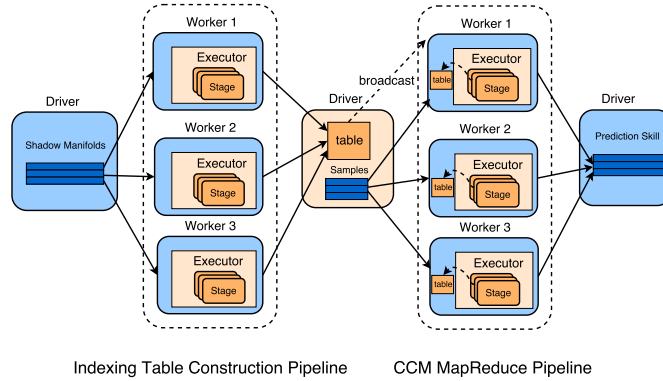 Driver
Shadow Manifolds
Worker 1
Executor
Stage
Worker 2
Executor
Stage
Worker 3
Executor
Stage
broadcast
Driver
table
Samples
Worker 1
Executor
table
Stage
Worker 2
Executor
table
Stage
Worker 3
Executor
table
Stage
Driver
Prediction Skill
Indexing Table Construction Pipeline
CCM MapReduce Pipeline